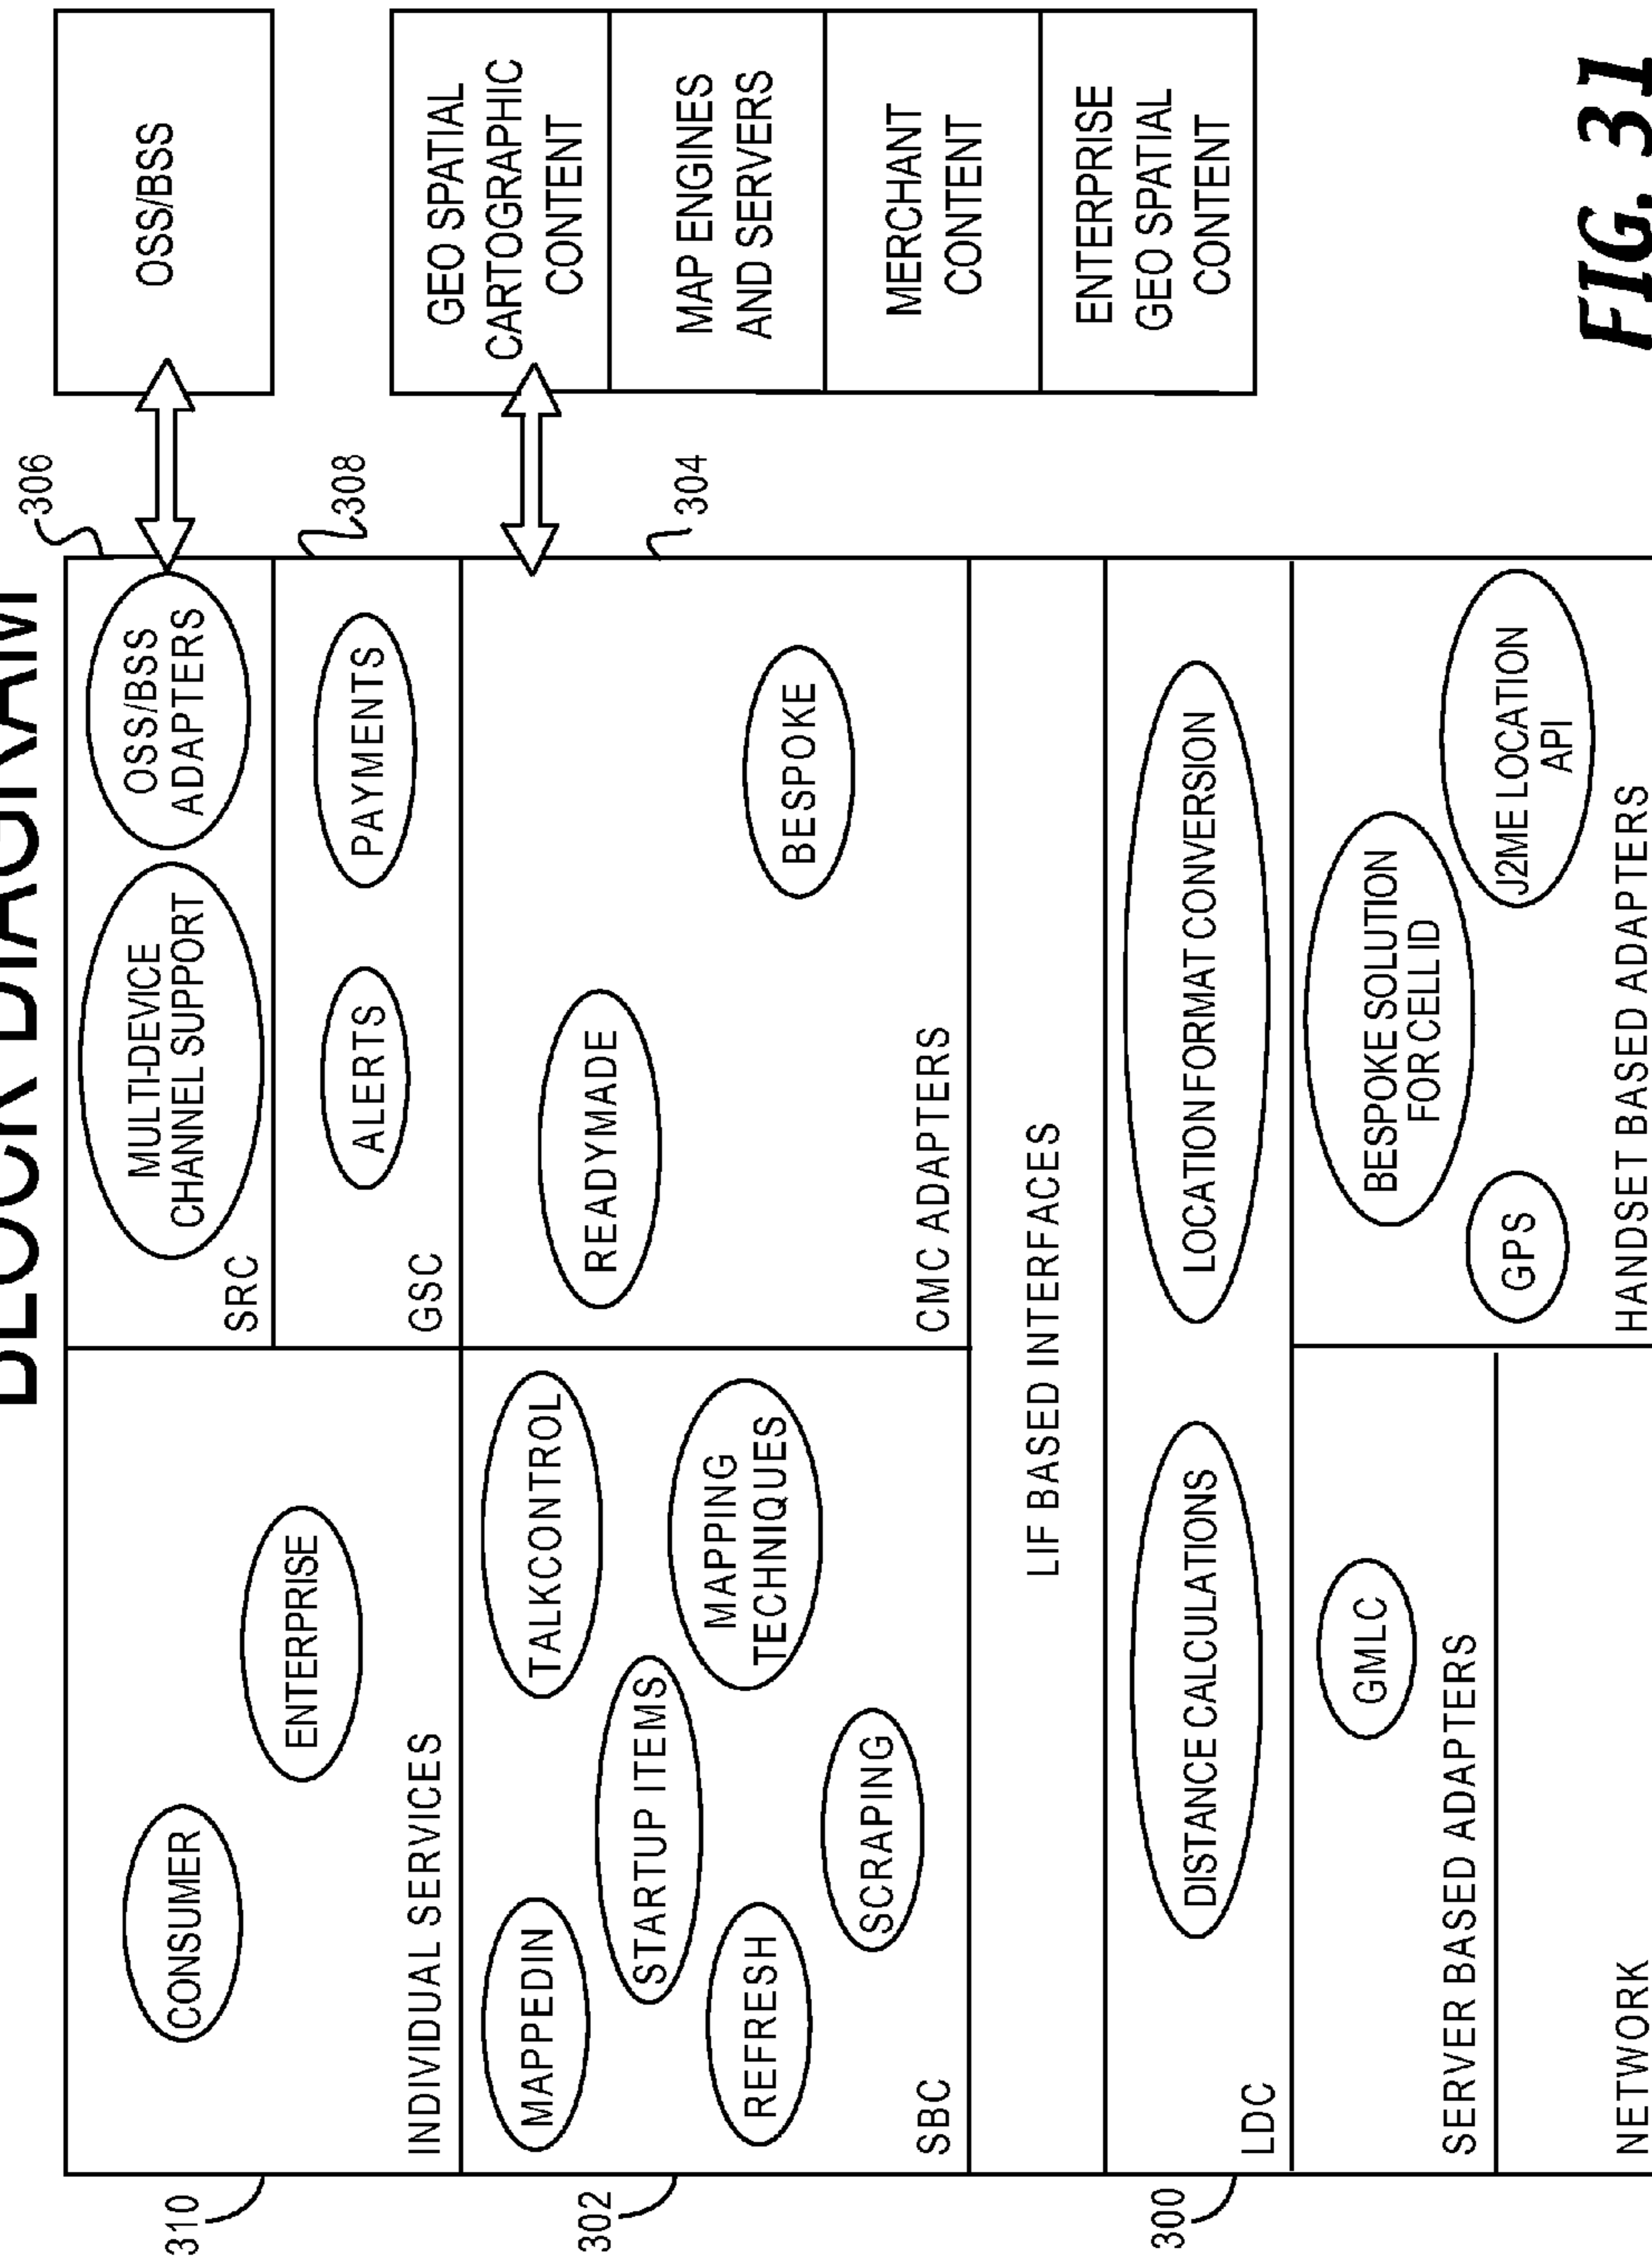 BLOCK DIAGRAM
310
CONSUMER
ENTERPRISE
INDIVIDUAL SERVICES
306
MULTI-DEVICE
CHANNEL SUPPORT
OSS/BSS
ADAPTERS
SRC
OSS/BSS
308
ALERTS
PAYMENTS
GSC
302
MAPPEDIN
TALKCONTROL
STARTUP ITEMS
REFRESH
MAPPING
TECHNIQUES
SCRAPING
SBC
304
READYMADE
BESPOKE
CMC ADAPTERS
GEO SPATIAL
CARTOGRAPHIC
CONTENT
MAP ENGINES
AND SERVERS
MERCHANT
CONTENT
ENTERPRISE
GEO SPATIAL
CONTENT
LIF BASED INTERFACES
300
DISTANCE CALCULATIONS
LOCATION FORMAT CONVERSION
LDC
GMLC
SERVER BASED ADAPTERS
NETWORK
BESPOKE SOLUTION
FOR CELL ID
GPS
J2ME LOCATION
API
HANDSET BASED ADAPTERS
FIG. 31